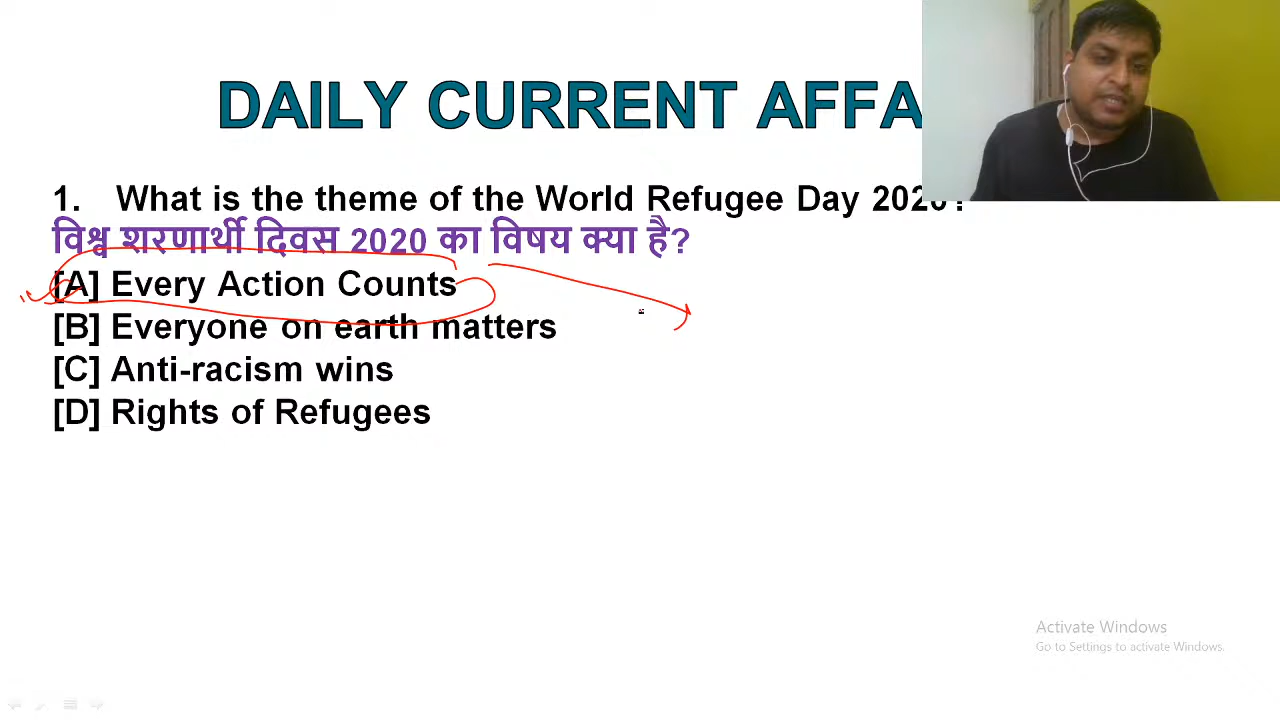 DAILY CURRENT AFFA
1. What is the theme of the World Refugee Day 2020?
विश्व शरणार्थी दिवस 2020 का विषय क्या है?
[A] Every Action Counts
[B] Everyone on earth matters
[C] Anti-racism wins
[D] Rights of Refugees
Activate Windows
Go to Settings to activate Windows.